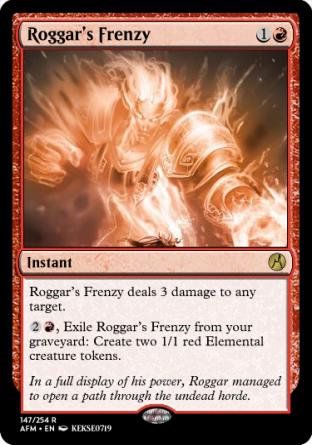 Roggar's Frenzy 1
Instant
Roggar's Frenzy deals 3 damage to any
target.
2 , Exile Roggar's Frenzy from your
graveyard: Create two 1/1 red Elemental
creature tokens.
In a full display of his power, Roggar managed
to open a path through the undead horde.
147/254 R
AFM • EN KEKSE0719